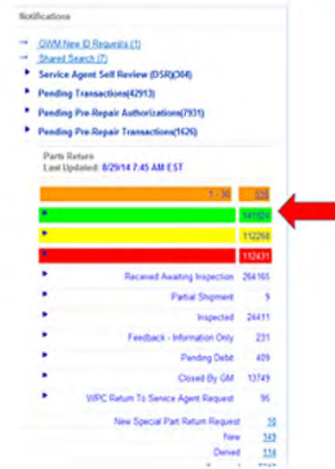 Notifications
GWM New ID Requests (1)
Shared Search (7)
Service Agent Self Review (DSR)(304)
Pending Transactions(42913)
Pending Pre-Repair Authorizations(7931)
Pending Pre-Repair Transactions(1626)
Parts Return
Last Updated: 8/29/14 7:45 AM EST
1 - 30
112268
112431
Received Awaiting Inspection 264165
Partial Shipment 9
Inspected 24411
Feedback - Information Only 231
Pending Debit 409
Closed By GM 13749
WPC Return To Service Agent Request 95
New Special Part Return Request 10
New 149
Denied 114